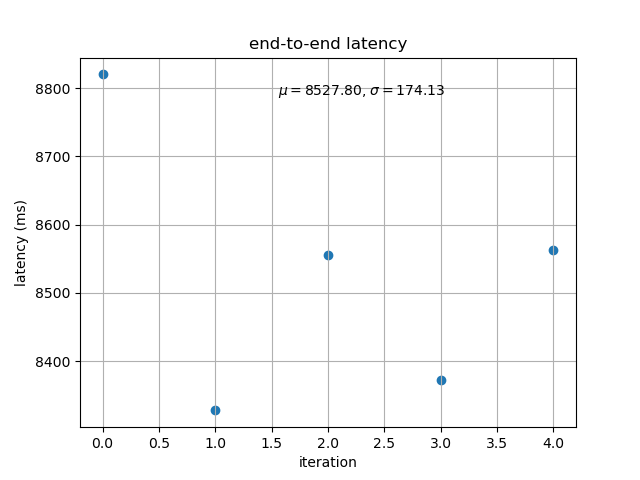 end-to-end latency
μ = 8527.80, σ = 174.13
latency (ms)
8800
8700
8600
8500
8400
0.0 0.5 1.0 1.5 2.0 2.5 3.0 3.5 4.0
iteration